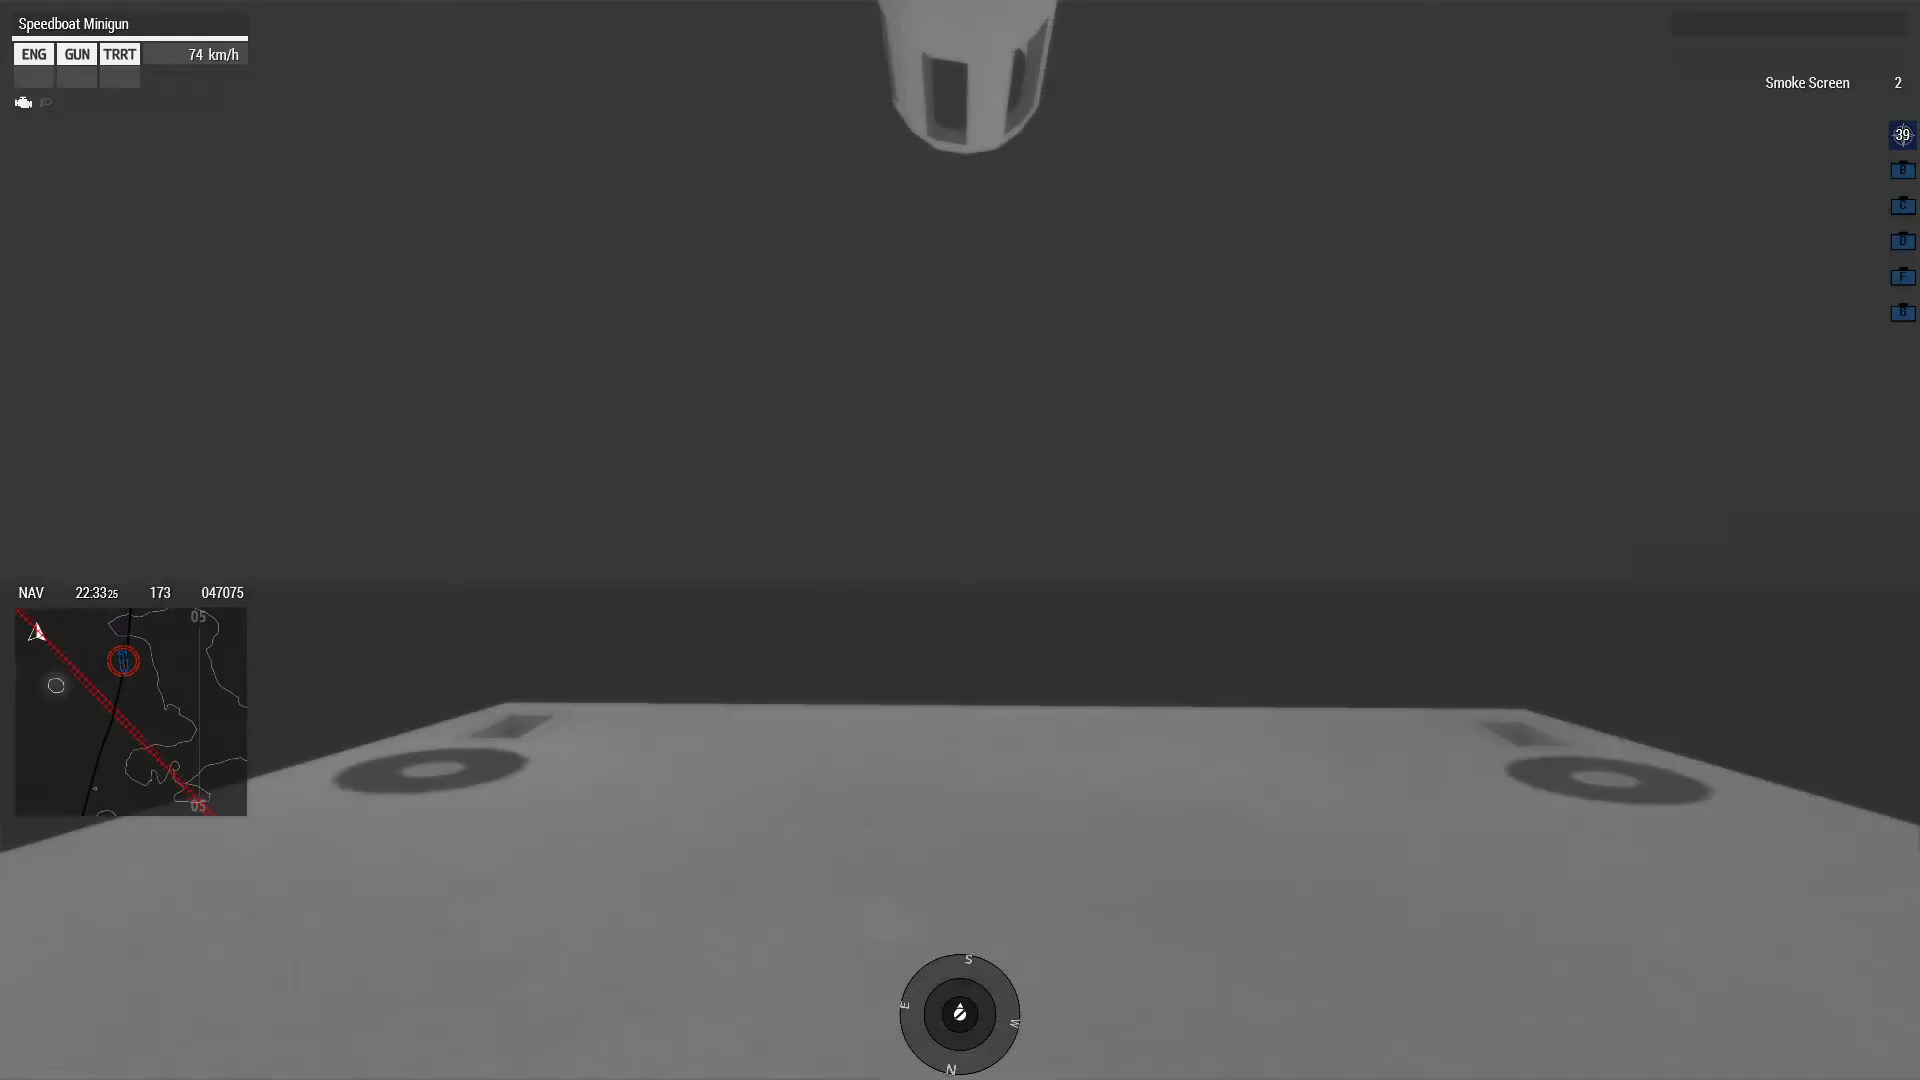 Speedboat Minigun
ENG GUN TRRT 74 km/h
Smoke Screen 2
39
B
C
D
F
G
NAV 22:33 25 173 047075
05
05
S
E
W
N